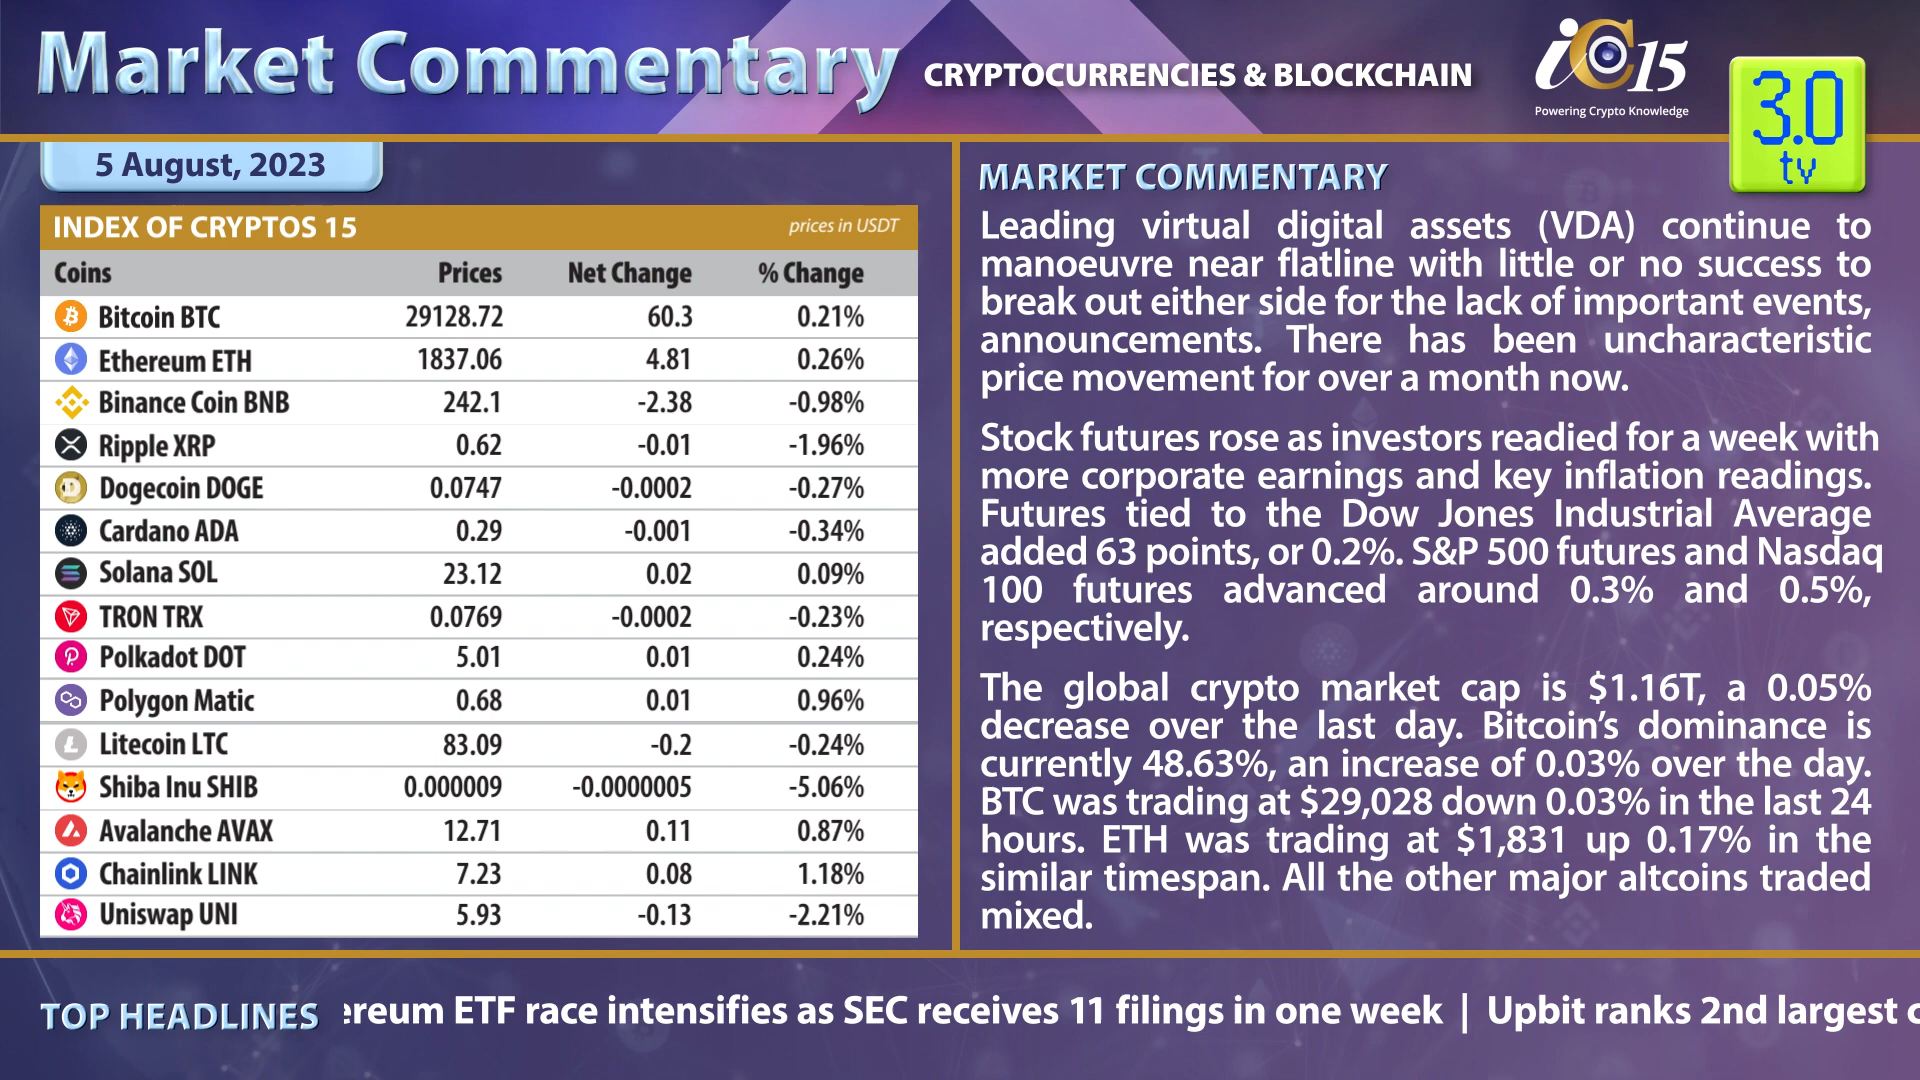 Market Commentary CRYPTOCURRENCIES & BLOCKCHAIN
iC15
Powering Crypto Knowledge
3.0
tv
5 August, 2023
INDEX OF CRYPTOS 15 prices in USDT
Coins Prices Net Change % Change
Bitcoin BTC 29128.72 60.3 0.21%
Ethereum ETH 1837.06 4.81 0.26%
Binance Coin BNB 242.1 -2.38 -0.98%
Ripple XRP 0.62 -0.01 -1.96%
Dogecoin DOGE 0.0747 -0.0002 -0.27%
Cardano ADA 0.29 -0.001 -0.34%
Solana SOL 23.12 0.02 0.09%
TRON TRX 0.0769 -0.0002 -0.23%
Polkadot DOT 5.01 0.01 0.24%
Polygon Matic 0.68 0.01 0.96%
Litecoin LTC 83.09 -0.2 -0.24%
Shiba Inu SHIB 0.000009 -0.0000005 -5.06%
Avalanche AVAX 12.71 0.11 0.87%
Chainlink LINK 7.23 0.08 1.18%
Uniswap UNI 5.93 -0.13 -2.21%
MARKET COMMENTARY
Leading virtual digital assets (VDA) continue to
manoeuvre near flatline with little or no success to
break out either side for the lack of important events,
announcements. There has been uncharacteristic
price movement for over a month now.
Stock futures rose as investors readied for a week with
more corporate earnings and key inflation readings.
Futures tied to the Dow Jones Industrial Average
added 63 points, or 0.2%. S&P 500 futures and Nasdaq
100 futures advanced around 0.3% and 0.5%,
respectively.
The global crypto market cap is $1.16T, a 0.05%
decrease over the last day. Bitcoin’s dominance is
currently 48.63%, an increase of 0.03% over the day.
BTC was trading at $29,028 down 0.03% in the last 24
hours. ETH was trading at $1,831 up 0.17% in the
similar timespan. All the other major altcoins traded
mixed.
TOP HEADLINES ereum ETF race intensifies as SEC receives 11 filings in one week | Upbit ranks 2nd largest c